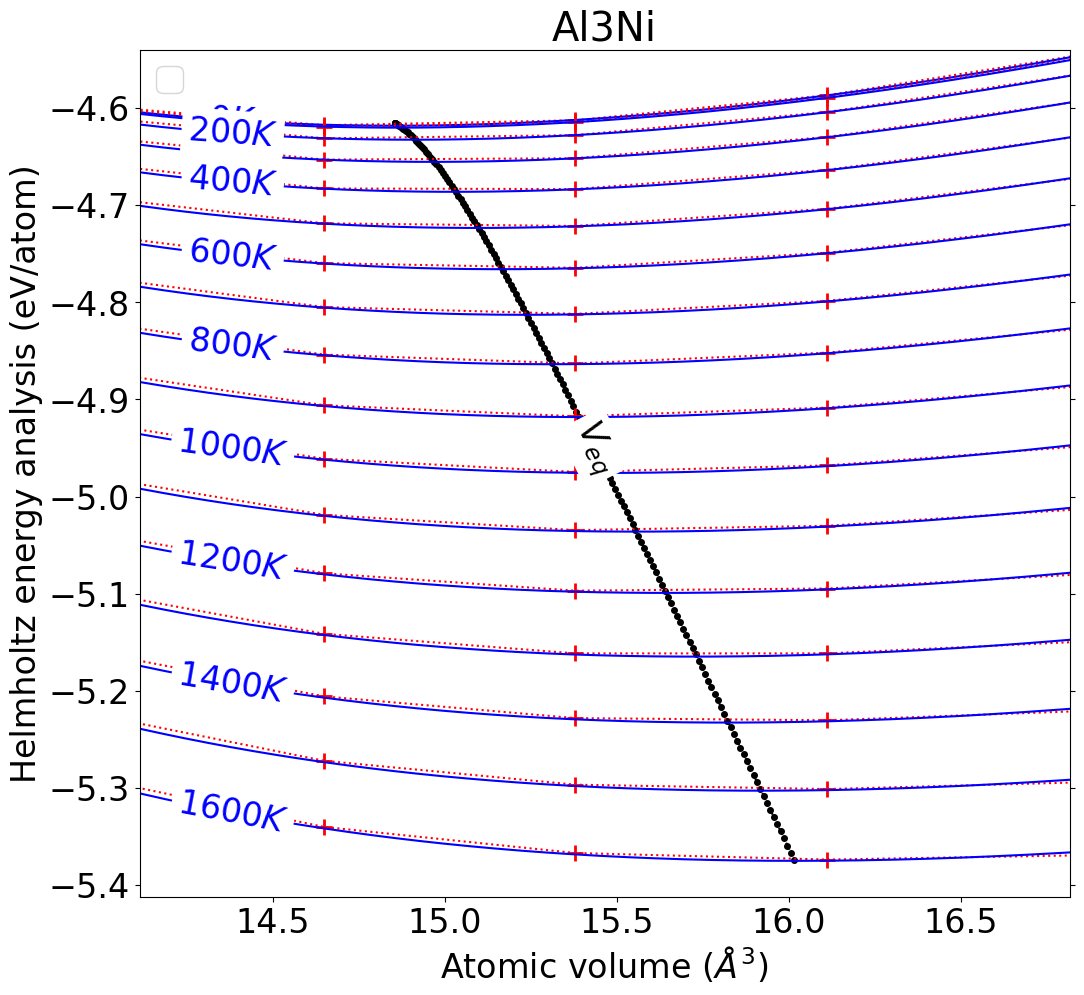 Al3Ni
Helmholtz energy analysis (eV/atom)
−4.6
−4.7
−4.8
−4.9
−5.0
−5.1
−5.2
−5.3
−5.4
0K
200K
400K
600K
800K
1000K
1200K
1400K
1600K
Veq
14.5
15.0
15.5
16.0
16.5
Atomic volume (Å³)